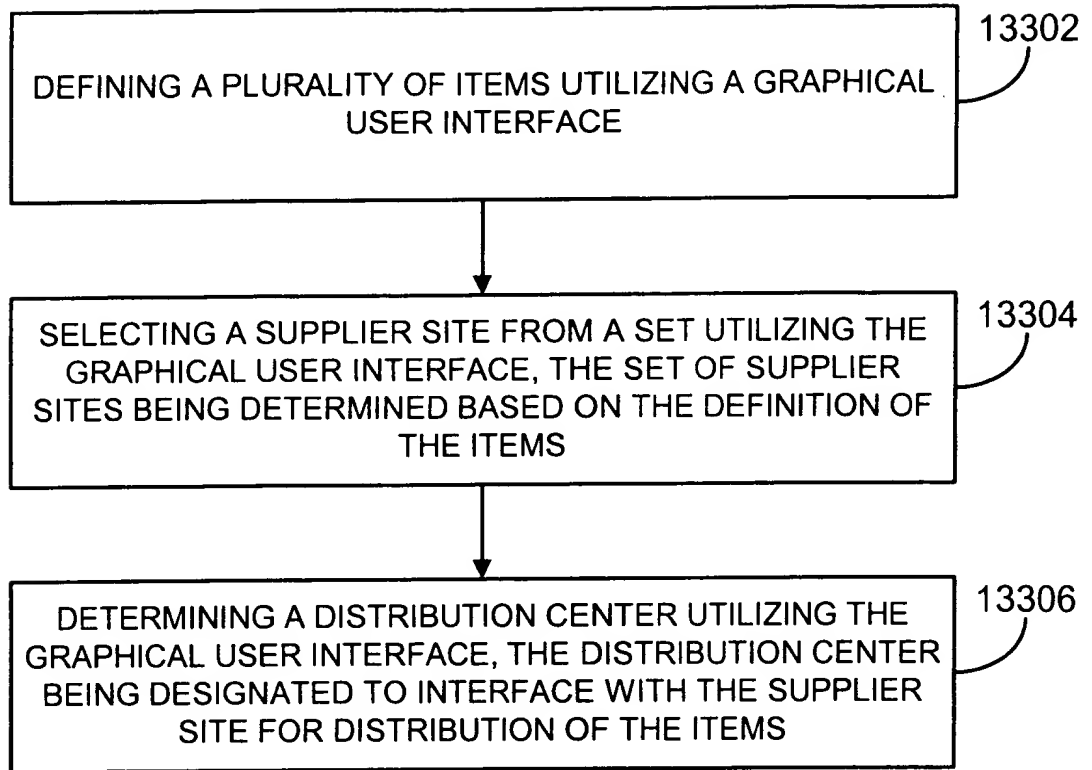 13302
DEFINING A PLURALITY OF ITEMS UTILIZING A GRAPHICAL
USER INTERFACE
13304
SELECTING A SUPPLIER SITE FROM A SET UTILIZING THE
GRAPHICAL USER INTERFACE, THE SET OF SUPPLIER
SITES BEING DETERMINED BASED ON THE DEFINITION OF
THE ITEMS
13306
DETERMINING A DISTRIBUTION CENTER UTILIZING THE
GRAPHICAL USER INTERFACE, THE DISTRIBUTION CENTER
BEING DESIGNATED TO INTERFACE WITH THE SUPPLIER
SITE FOR DISTRIBUTION OF THE ITEMS